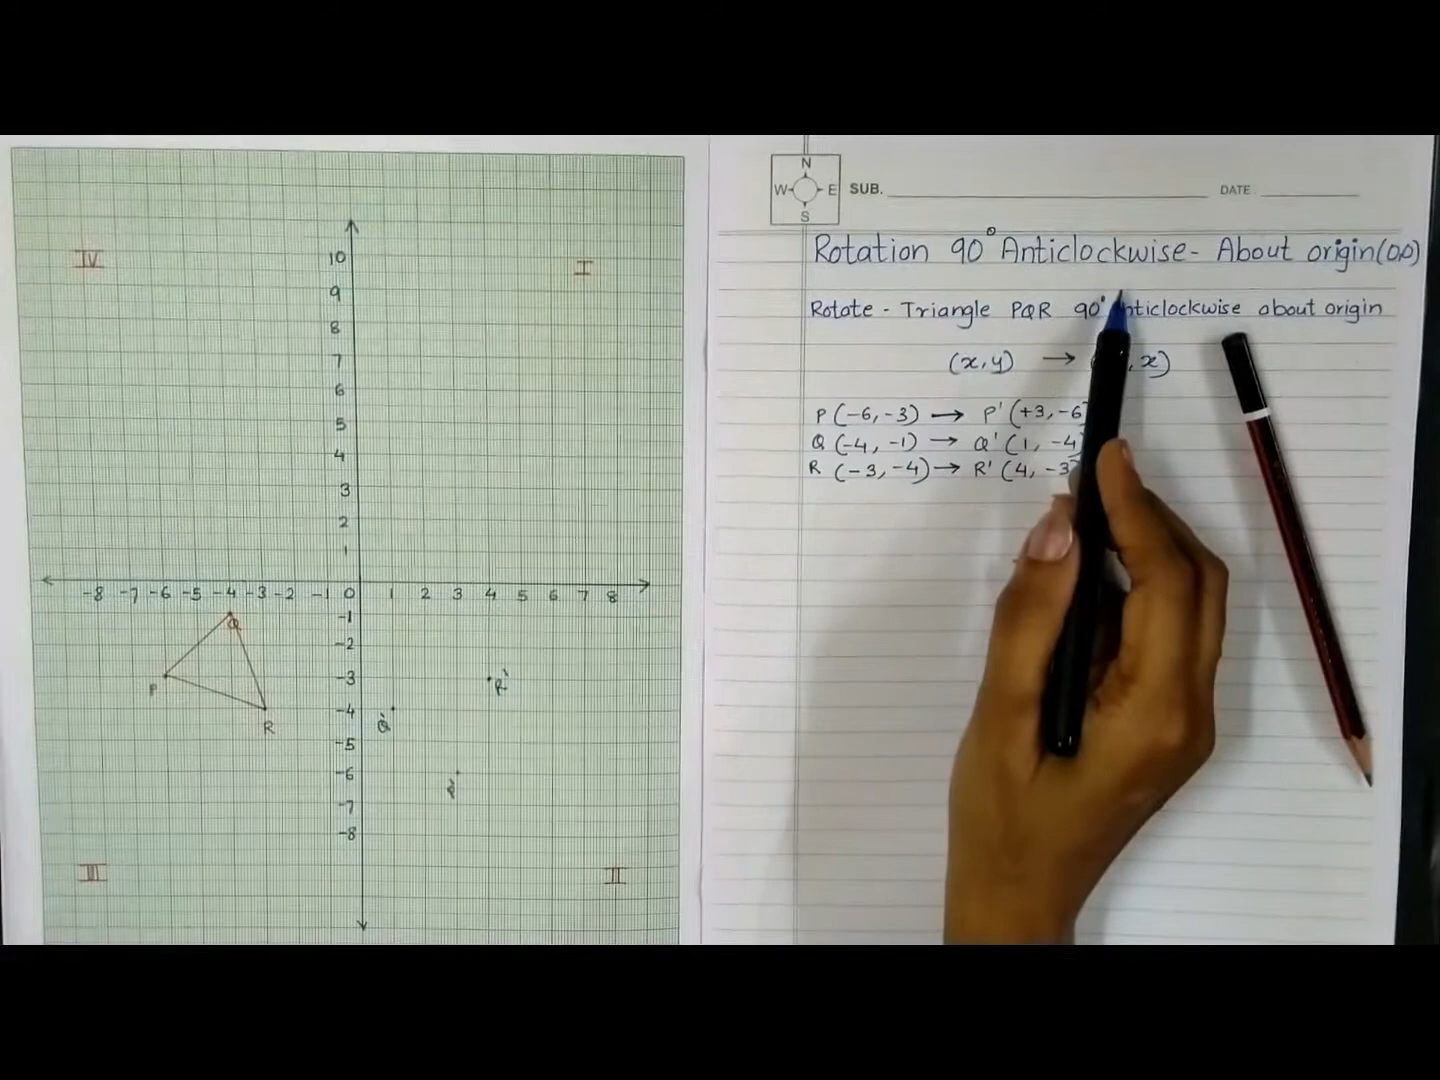 IV
I
10
9
8
7
6
5
4
3
2
1
-8 -7 -6 -5 -4 -3 -2 -1 0 1 2 3 4 5 6 7 8
-1
-2
-3
-4
-5
-6
-7
-8
Q
P
R
R'
Q'
P'
III
II
N
W E SUB. DATE
S
Rotation 90° Anticlockwise - About origin (0,0)
Rotate - Triangle PQR 90° Anticlockwise about origin
(x,y) → , x)
P (-6, -3) → P' (+3, -6
Q (-4, -1) → Q' (1, -4)
R (-3, -4) → R' (4, -3